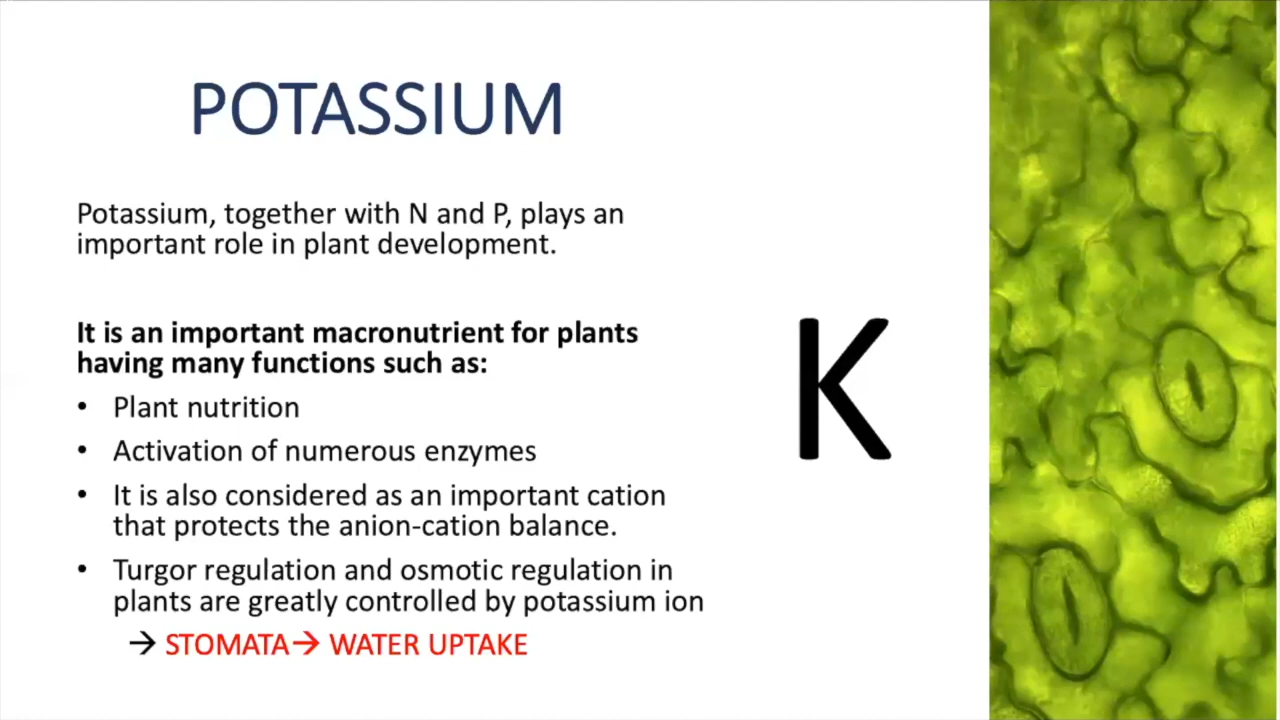 POTASSIUM
Potassium, together with N and P, plays an
important role in plant development.
It is an important macronutrient for plants
having many functions such as:
• Plant nutrition
• Activation of numerous enzymes
• It is also considered as an important cation
that protects the anion-cation balance.
• Turgor regulation and osmotic regulation in
plants are greatly controlled by potassium ion
→ STOMATA→ WATER UPTAKE
K